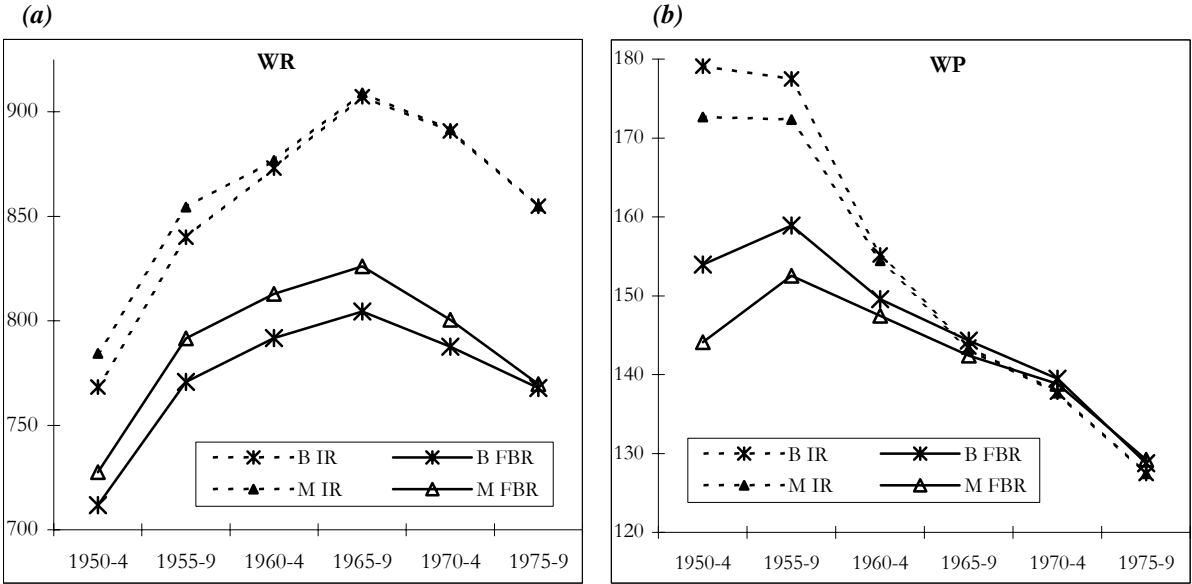 (a)
WR
900
850
800
750
700
B IR
B FBR
M IR
M FBR
1950-4 1955-9 1960-4 1965-9 1970-4 1975-9
(b)
WP
180
170
160
150
140
130
120
B IR
B FBR
M IR
M FBR
1950-4 1955-9 1960-4 1965-9 1970-4 1975-9